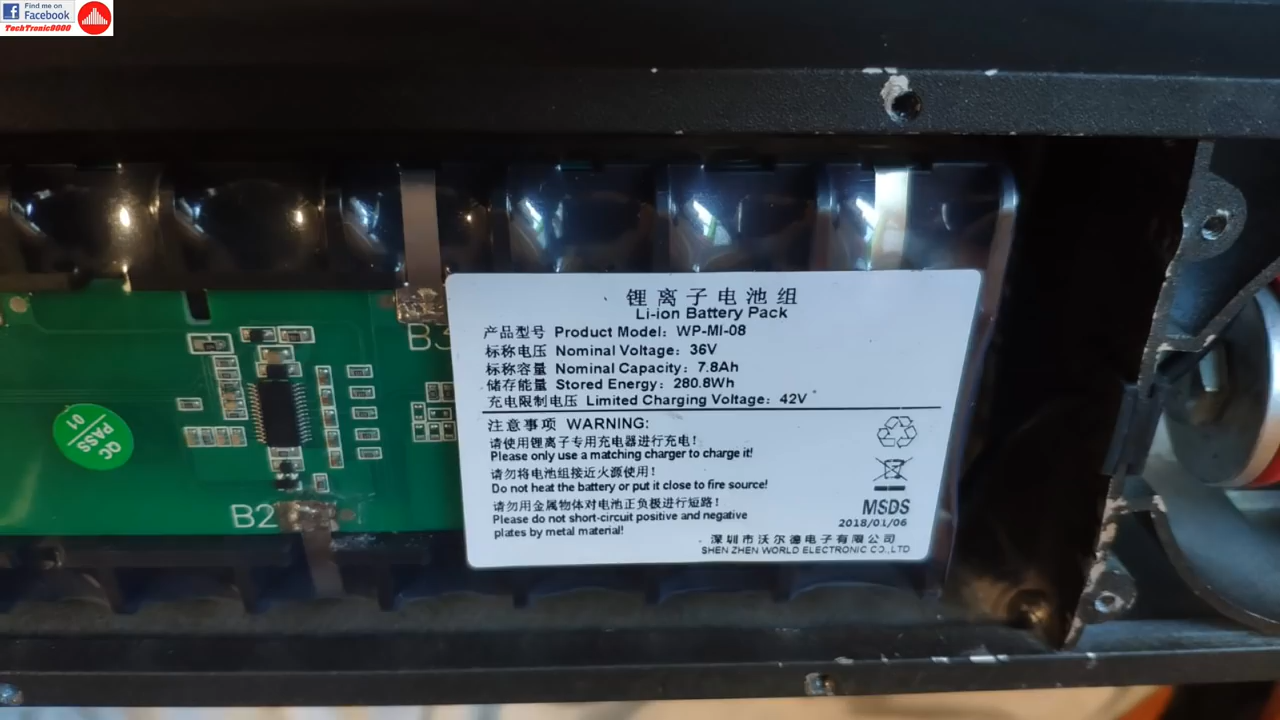 Find me on
Facebook
TechTronic9000
锂离子电池组
Li-ion Battery Pack
产品型号 Product Model: WP-MI-08
标称电压 Nominal Voltage: 36V
标称容量 Nominal Capacity: 7.8Ah
储存能量 Stored Energy: 280.8Wh
充电限制电压 Limited Charging Voltage: 42V
注意事项 WARNING:
请使用锂离子专用充电器进行充电!
Please only use a matching charger to charge it!
请勿将电池组接近火源使用!
Do not heat the battery or put it close to fire source!
请勿用金属物体对电池正负极进行短路!
Please do not short-circuit positive and negative
plates by metal material!
MSDS
2018/01/06
深圳市沃尔德电子有限公司
SHEN ZHEN WORLD ELECTRONIC CO.,LTD
B3
QC
PASS
01
B2